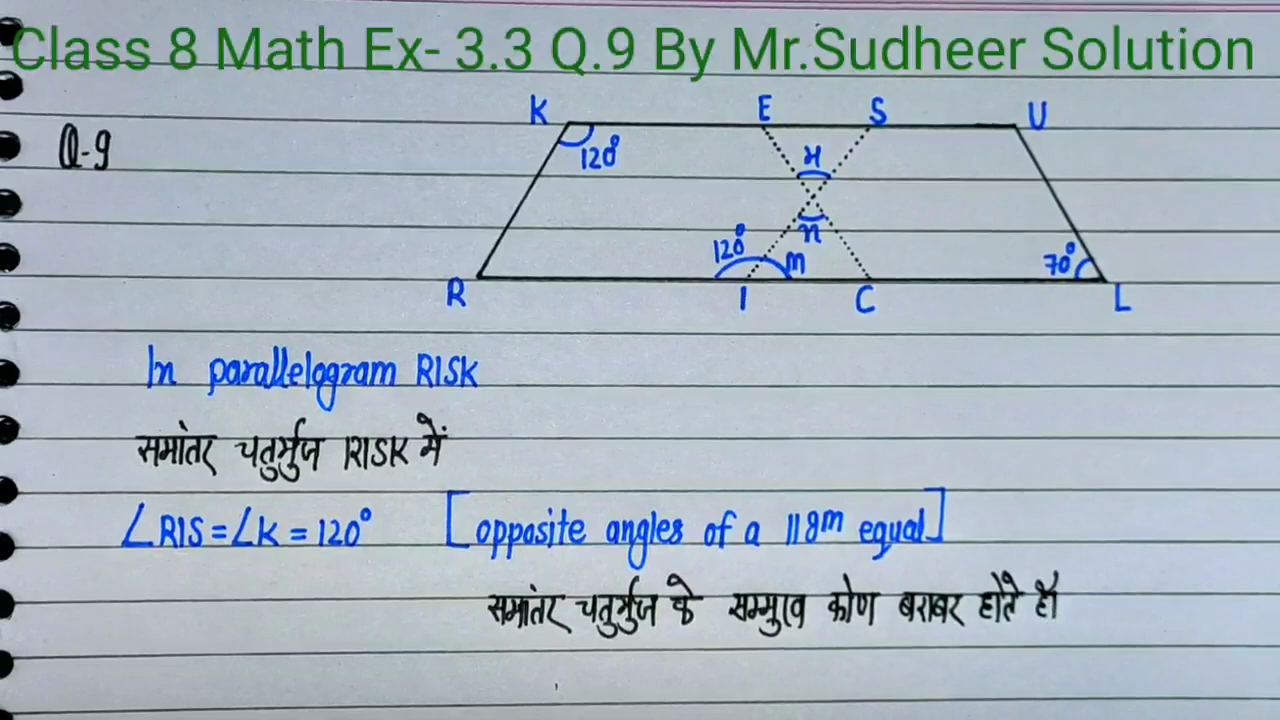 Class 8 Math Ex- 3.3 Q.9 By Mr.Sudheer Solution
K E S U
Q-9
120° x
n
120° m 70°
R I C L
In parallelogram RISK
समांतर चतुर्भुज RISK में
∠RIS = ∠K = 120° [opposite angles of a ||gm equal]
समांतर चतुर्भुज के सम्मुख कोण बराबर होते हैं